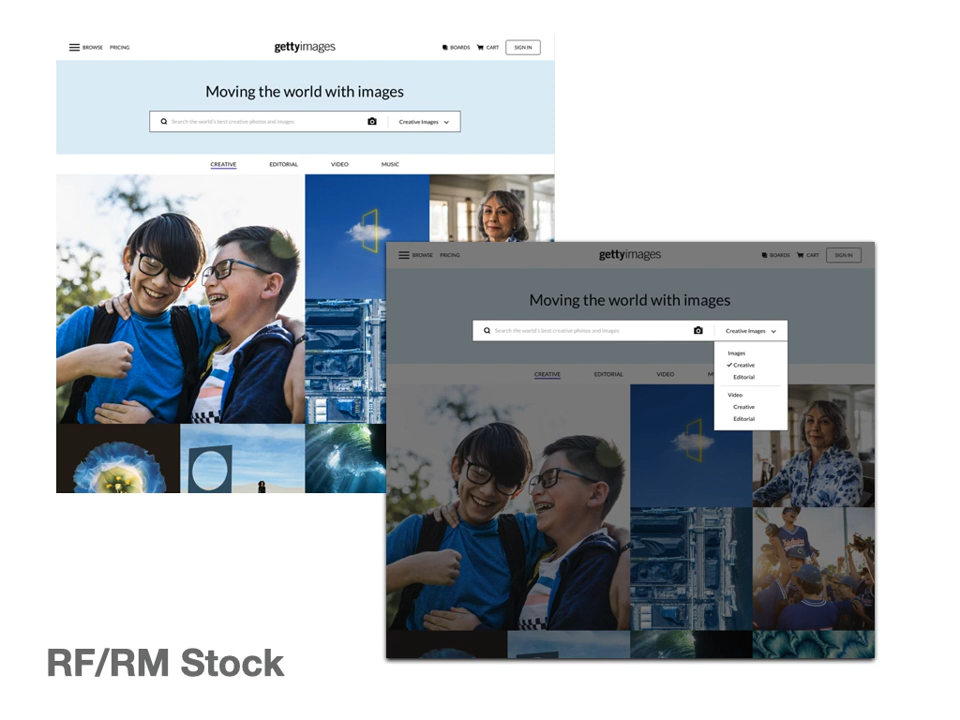 BROWSE PRICING gettyimages BOARDS CART SIGN IN
Moving the world with images
Search the world's best creative photos and images Creative Images
CREATIVE EDITORIAL VIDEO MUSIC
BROWSE PRICING gettyimages BOARDS CART SIGN IN
Moving the world with images
Search the world's best creative photos and images Creative Images
Images
Creative
Editorial
Video
Creative
Editorial
CREATIVE EDITORIAL VIDEO
RF/RM Stock